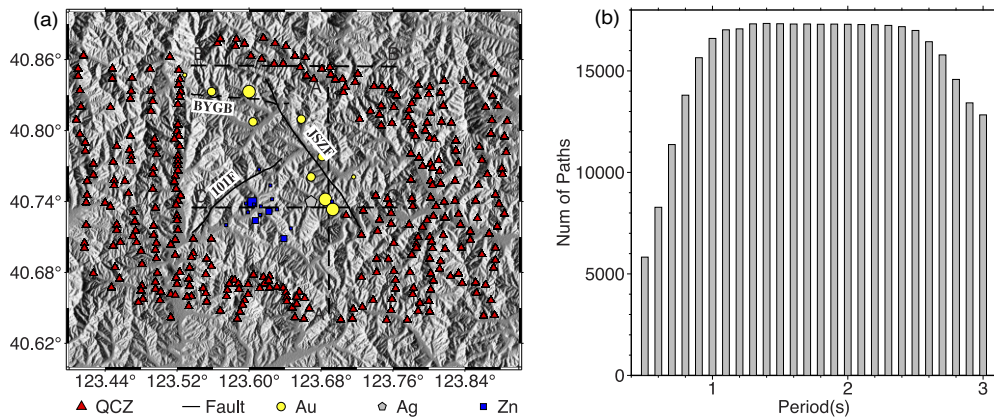 (a)
B
B'
A
40.86°
BYGB
40.80°
JSZF
101F
40.74°
40.68°
40.62°
123.44° 123.52° 123.60° 123.68° 123.76° 123.84°
QCZ Fault Au Ag Zn
(b)
15000
10000
5000
0
Num of Paths
1 2 3
Period(s)